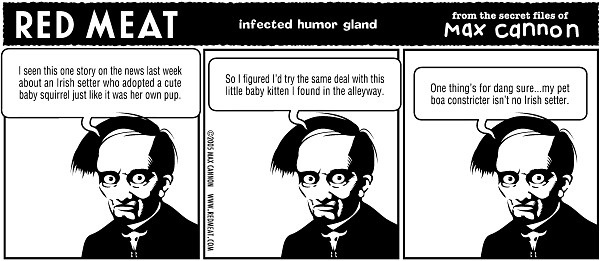 RED MEAT
infected humor gland
from the secret files of
Max cannon
I seen this one story on the news last week
about an Irish setter who adopted a cute
baby squirrel just like it was her own pup.
So I figured I'd try the same deal with this
little baby kitten I found in the alleyway.
©2005 MAX CANNON WWW.REDMEAT.COM
One thing's for dang sure...my pet
boa constricter isn't no Irish setter.